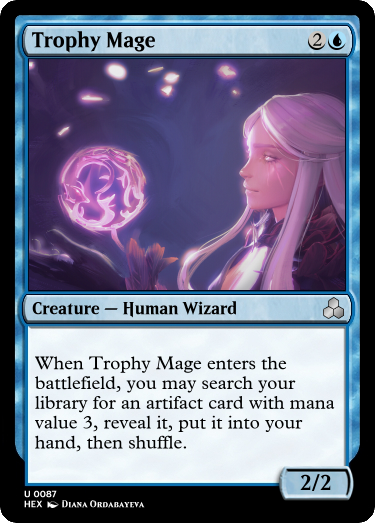 Trophy Mage 2
Creature — Human Wizard
When Trophy Mage enters the
battlefield, you may search your
library for an artifact card with mana
value 3, reveal it, put it into your
hand, then shuffle.
2/2
U 0087
HEX Diana Ordabayeva